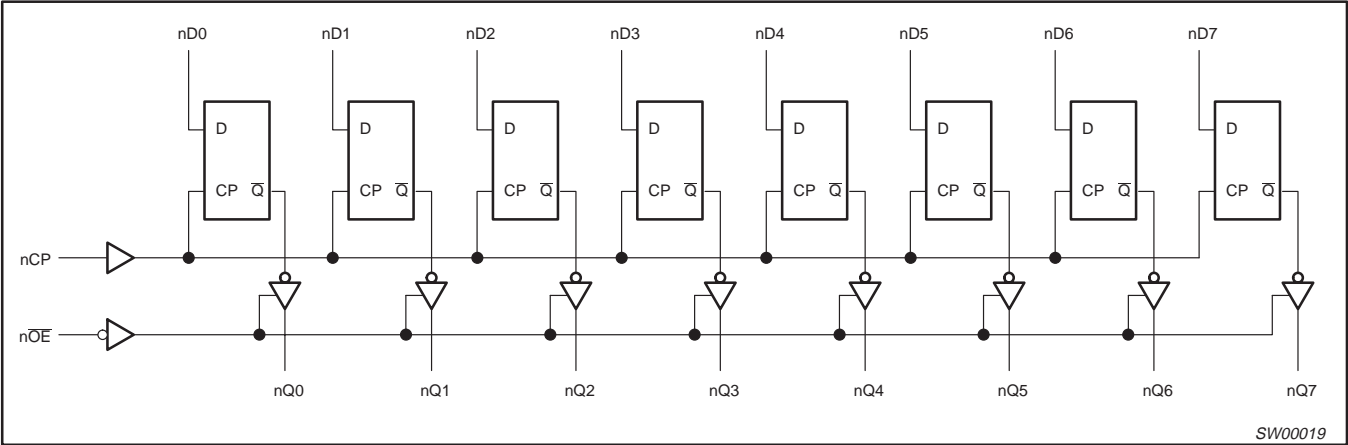 nD0 nD1 nD2 nD3 nD4 nD5 nD6 nD7
D D D D D D D D
CP Q̅ CP Q̅ CP Q̅ CP Q̅ CP Q̅ CP Q̅ CP Q̅ CP Q̅
nCP
nO̅E̅
nQ0 nQ1 nQ2 nQ3 nQ4 nQ5 nQ6 nQ7
SW00019